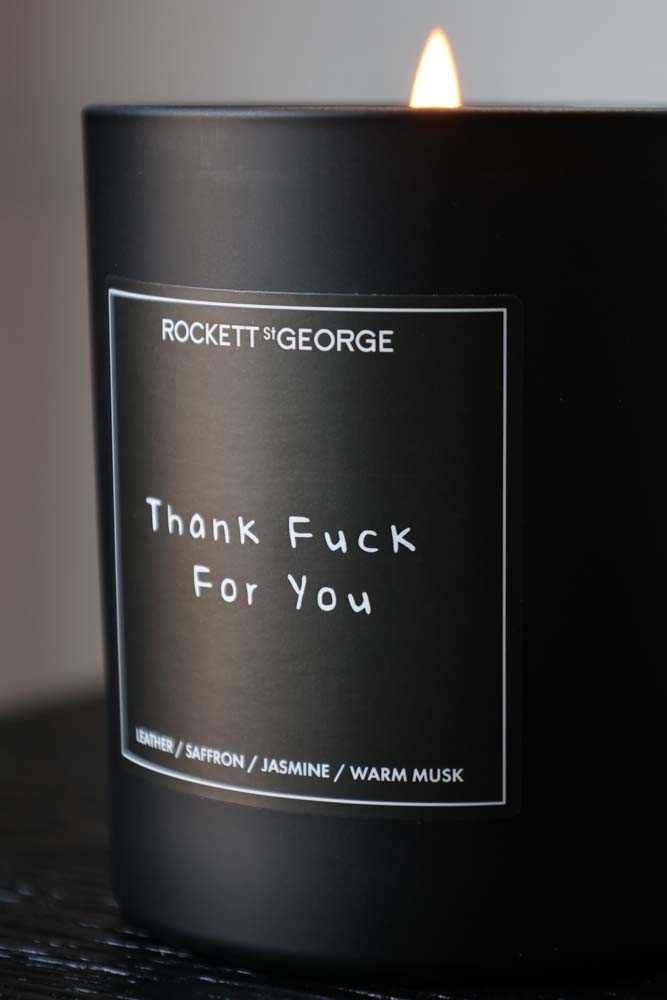 ROCKETT St GEORGE
Thank Fuck
For You
LEATHER / SAFFRON / JASMINE / WARM MUSK